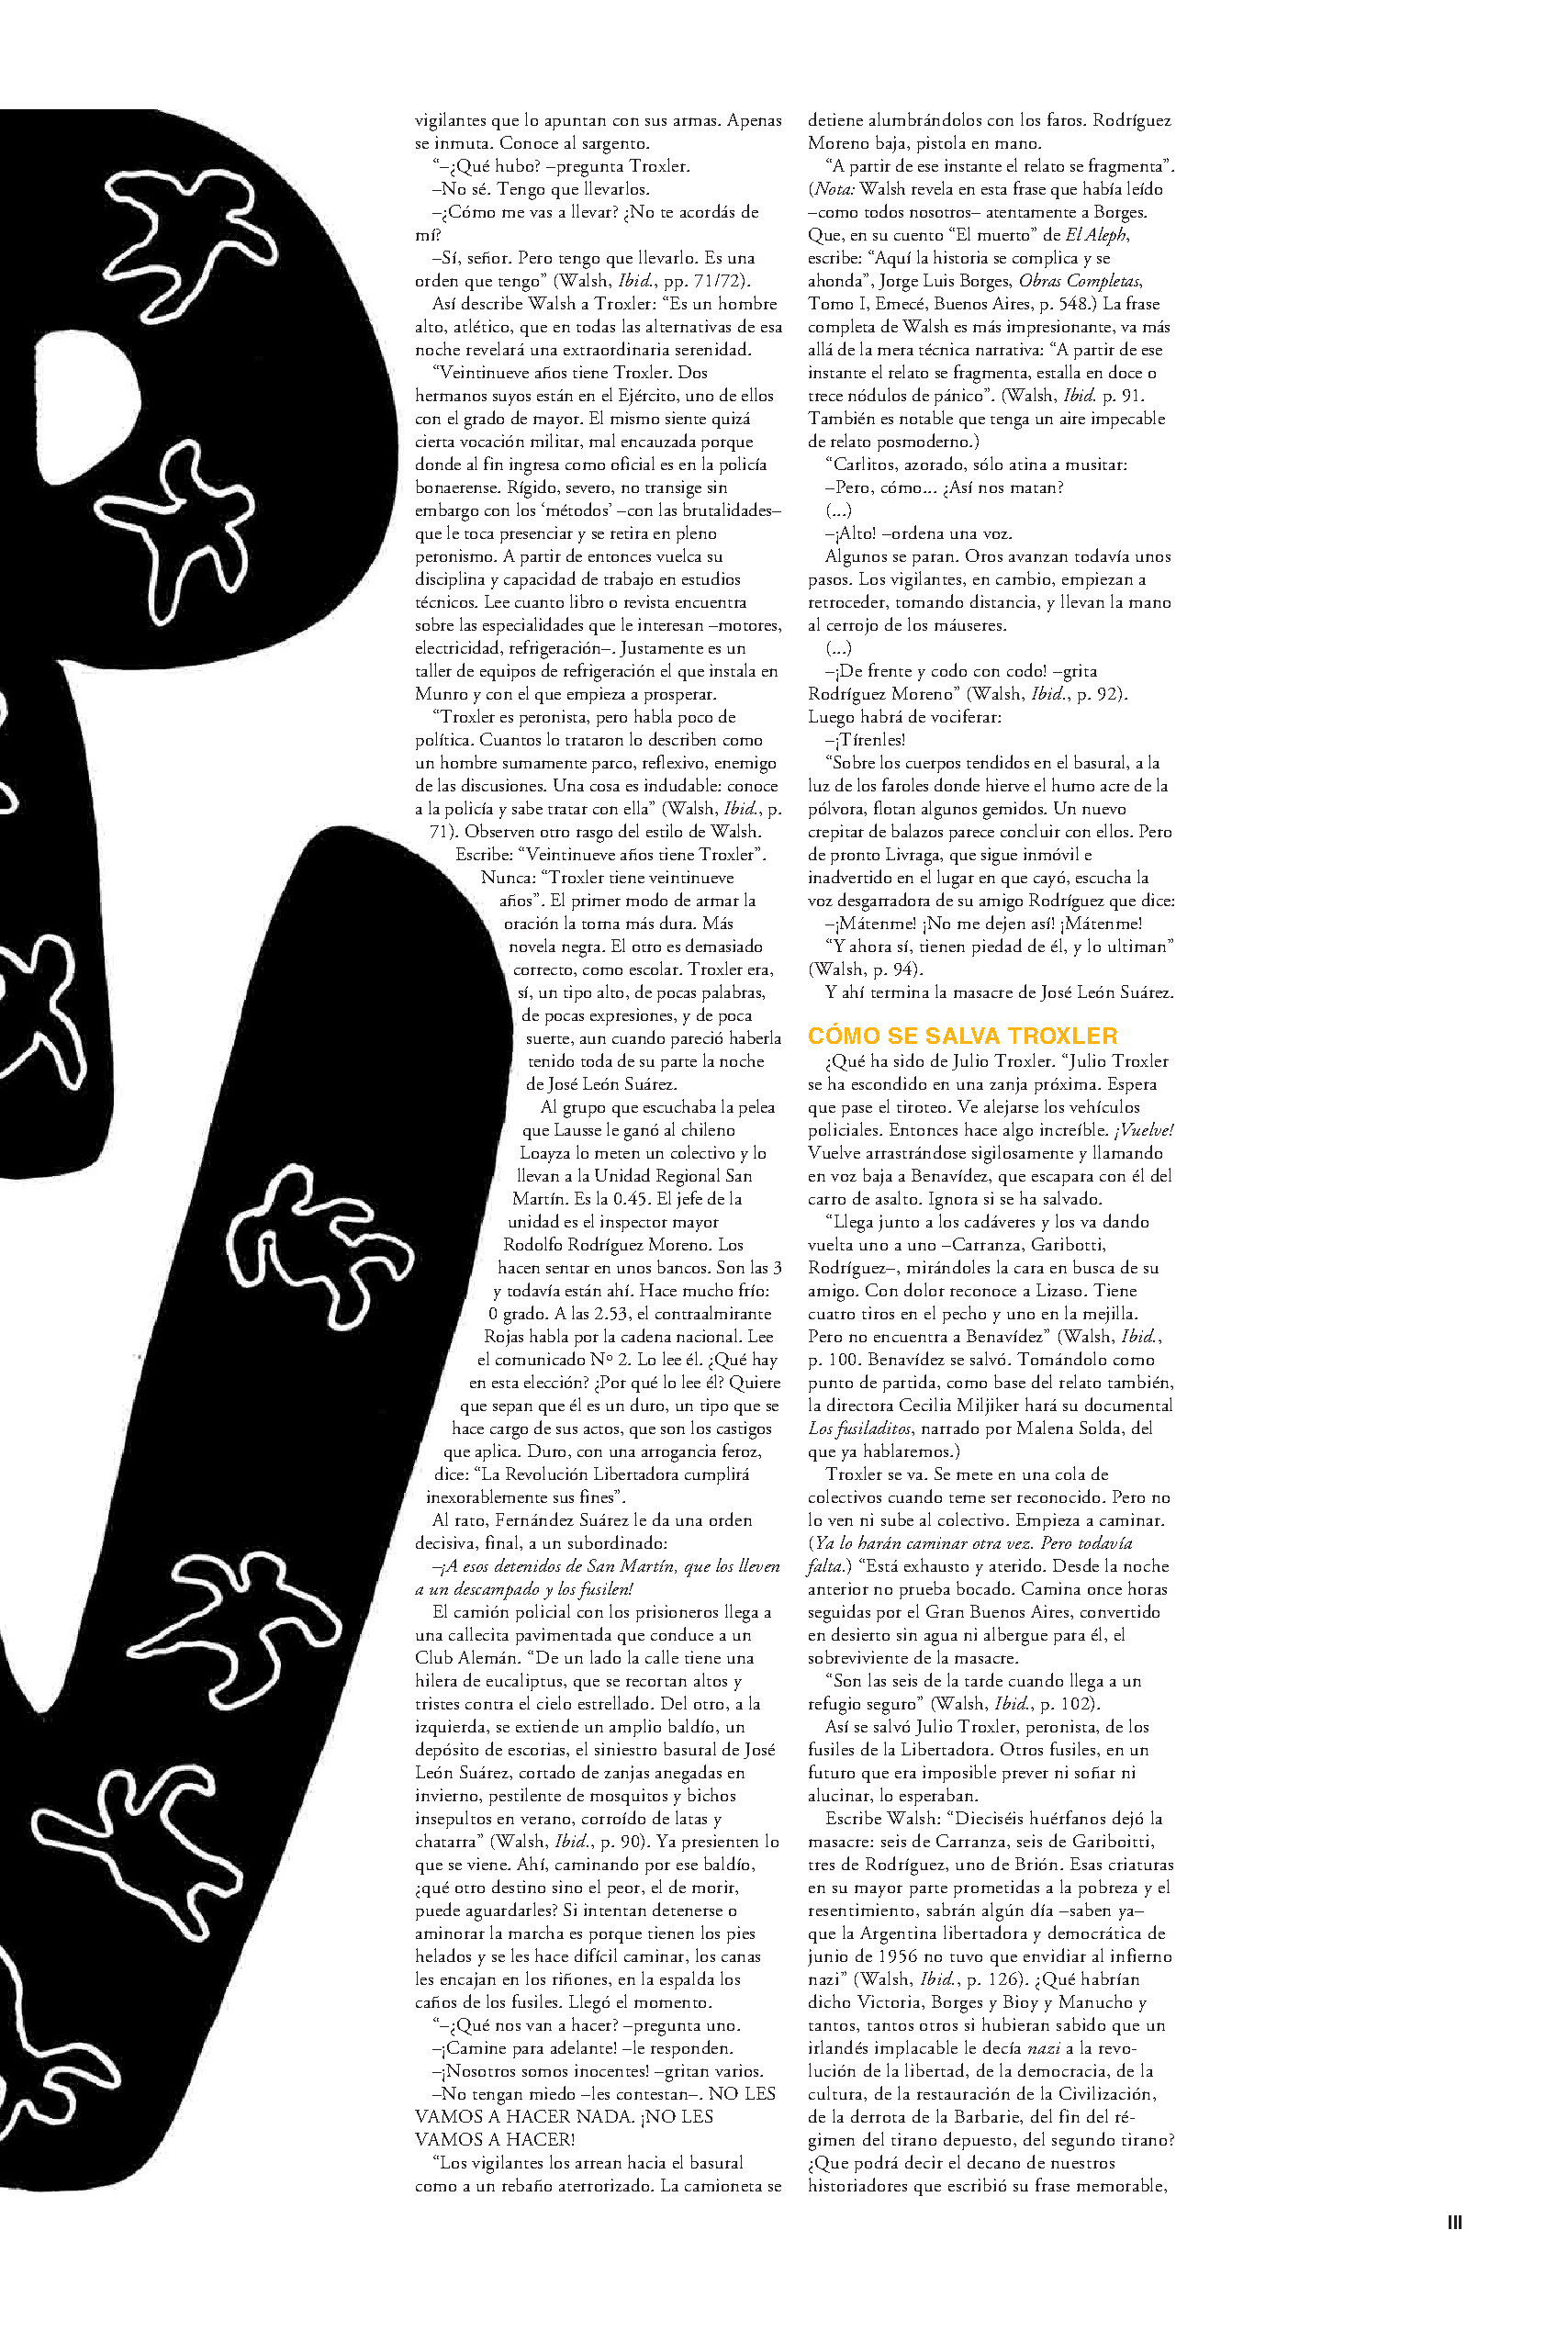 vigilantes que lo apuntan con sus armas. Apenas
se inmuta. Conoce al sargento.
“–¿Qué hubo? –pregunta Troxler.
–No sé. Tengo que llevarlos.
–¿Cómo me vas a llevar? ¿No te acordás de
mí?
–Sí, señor. Pero tengo que llevarlo. Es una
orden que tengo” (Walsh, Ibid., pp. 71/72).
Así describe Walsh a Troxler: “Es un hombre
alto, atlético, que en todas las alternativas de esa
noche revelará una extraordinaria serenidad.
“Veintinueve años tiene Troxler. Dos
hermanos suyos están en el Ejército, uno de ellos
con el grado de mayor. El mismo siente quizá
cierta vocación militar, mal encauzada porque
donde al fin ingresa como oficial es en la policía
bonaerense. Rígido, severo, no transige sin
embargo con los ‘métodos’ –con las brutalidades–
que le toca presenciar y se retira en pleno
peronismo. A partir de entonces vuelca su
disciplina y capacidad de trabajo en estudios
técnicos. Lee cuanto libro o revista encuentra
sobre las especialidades que le interesan –motores,
electricidad, refrigeración–. Justamente es un
taller de equipos de refrigeración el que instala en
Munro y con el que empieza a prosperar.
“Troxler es peronista, pero habla poco de
política. Cuantos lo trataron lo describen como
un hombre sumamente parco, reflexivo, enemigo
de las discusiones. Una cosa es indudable: conoce
a la policía y sabe tratar con ella” (Walsh, Ibid., p.
71). Observen otro rasgo del estilo de Walsh.
Escribe: “Veintinueve años tiene Troxler”.
Nunca: “Troxler tiene veintinueve
años”. El primer modo de armar la
oración la torna más dura. Más
novela negra. El otro es demasiado
correcto, como escolar. Troxler era,
sí, un tipo alto, de pocas palabras,
de pocas expresiones, y de poca
suerte, aun cuando pareció haberla
tenido toda de su parte la noche
de José León Suárez.
Al grupo que escuchaba la pelea
que Lausse le ganó al chileno
Loayza lo meten un colectivo y lo
llevan a la Unidad Regional San
Martín. Es la 0.45. El jefe de la
unidad es el inspector mayor
Rodolfo Rodríguez Moreno. Los
hacen sentar en unos bancos. Son las 3
y todavía están ahí. Hace mucho frío:
0 grado. A las 2.53, el contraalmirante
Rojas habla por la cadena nacional. Lee
el comunicado Nº 2. Lo lee él. ¿Qué hay
en esta elección? ¿Por qué lo lee él? Quiere
que sepan que él es un duro, un tipo que se
hace cargo de sus actos, que son los castigos
que aplica. Duro, con una arrogancia feroz,
dice: “La Revolución Libertadora cumplirá
inexorablemente sus fines”.
Al rato, Fernández Suárez le da una orden
decisiva, final, a un subordinado:
–¡A esos detenidos de San Martín, que los lleven
a un descampado y los fusilen!
El camión policial con los prisioneros llega a
una callecita pavimentada que conduce a un
Club Alemán. “De un lado la calle tiene una
hilera de eucaliptus, que se recortan altos y
tristes contra el cielo estrellado. Del otro, a la
izquierda, se extiende un amplio baldío, un
depósito de escorias, el siniestro basural de José
León Suárez, cortado de zanjas anegadas en
invierno, pestilente de mosquitos y bichos
insepultos en verano, corroído de latas y
chatarra” (Walsh, Ibid., p. 90). Ya presienten lo
que se viene. Ahí, caminando por ese baldío,
¿qué otro destino sino el peor, el de morir,
puede aguardarles? Si intentan detenerse o
aminorar la marcha es porque tienen los pies
helados y se les hace difícil caminar, los canas
les encajan en los riñones, en la espalda los
caños de los fusiles. Llegó el momento.
“–¿Qué nos van a hacer? –pregunta uno.
–¡Camine para adelante! –le responden.
–¡Nosotros somos inocentes! –gritan varios.
–No tengan miedo –les contestan–. NO LES
VAMOS A HACER NADA. ¡NO LES
VAMOS A HACER!
“Los vigilantes los arrean hacia el basural
como a un rebaño aterrorizado. La camioneta se
detiene alumbrándolos con los faros. Rodríguez
Moreno baja, pistola en mano.
“A partir de ese instante el relato se fragmenta”.
(Nota: Walsh revela en esta frase que había leído
–como todos nosotros– atentamente a Borges.
Que, en su cuento “El muerto” de El Aleph,
escribe: “Aquí la historia se complica y se
ahonda”, Jorge Luis Borges, Obras Completas,
Tomo I, Emecé, Buenos Aires, p. 548.) La frase
completa de Walsh es más impresionante, va más
allá de la mera técnica narrativa: “A partir de ese
instante el relato se fragmenta, estalla en doce o
trece nódulos de pánico”. (Walsh, Ibid. p. 91.
También es notable que tenga un aire impecable
de relato posmoderno.)
“Carlitos, azorado, sólo atina a musitar:
–Pero, cómo... ¿Así nos matan?
(...)
–¡Alto! –ordena una voz.
Algunos se paran. Oros avanzan todavía unos
pasos. Los vigilantes, en cambio, empiezan a
retroceder, tomando distancia, y llevan la mano
al cerrojo de los máuseres.
(...)
–¡De frente y codo con codo! –grita
Rodríguez Moreno” (Walsh, Ibid., p. 92).
Luego habrá de vociferar:
–¡Tírenles!
“Sobre los cuerpos tendidos en el basural, a la
luz de los faroles donde hierve el humo acre de la
pólvora, flotan algunos gemidos. Un nuevo
crepitar de balazos parece concluir con ellos. Pero
de pronto Livraga, que sigue inmóvil e
inadvertido en el lugar en que cayó, escucha la
voz desgarradora de su amigo Rodríguez que dice:
–¡Mátenme! ¡No me dejen así! ¡Mátenme!
“Y ahora sí, tienen piedad de él, y lo ultiman”
(Walsh, p. 94).
Y ahí termina la masacre de José León Suárez.
CÓMO SE SALVA TROXLER
¿Qué ha sido de Julio Troxler. “Julio Troxler
se ha escondido en una zanja próxima. Espera
que pase el tiroteo. Ve alejarse los vehículos
policiales. Entonces hace algo increíble. ¡Vuelve!
Vuelve arrastrándose sigilosamente y llamando
en voz baja a Benavídez, que escapara con él del
carro de asalto. Ignora si se ha salvado.
“Llega junto a los cadáveres y los va dando
vuelta uno a uno –Carranza, Garibotti,
Rodríguez–, mirándoles la cara en busca de su
amigo. Con dolor reconoce a Lizaso. Tiene
cuatro tiros en el pecho y uno en la mejilla.
Pero no encuentra a Benavídez” (Walsh, Ibid.,
p. 100. Benavídez se salvó. Tomándolo como
punto de partida, como base del relato también,
la directora Cecilia Miljiker hará su documental
Los fusiladitos, narrado por Malena Solda, del
que ya hablaremos.)
Troxler se va. Se mete en una cola de
colectivos cuando teme ser reconocido. Pero no
lo ven ni sube al colectivo. Empieza a caminar.
(Ya lo harán caminar otra vez. Pero todavía
falta.) “Está exhausto y aterido. Desde la noche
anterior no prueba bocado. Camina once horas
seguidas por el Gran Buenos Aires, convertido
en desierto sin agua ni albergue para él, el
sobreviviente de la masacre.
“Son las seis de la tarde cuando llega a un
refugio seguro” (Walsh, Ibid., p. 102).
Así se salvó Julio Troxler, peronista, de los
fusiles de la Libertadora. Otros fusiles, en un
futuro que era imposible prever ni soñar ni
alucinar, lo esperaban.
Escribe Walsh: “Dieciséis huérfanos dejó la
masacre: seis de Carranza, seis de Gariboitti,
tres de Rodríguez, uno de Brión. Esas criaturas
en su mayor parte prometidas a la pobreza y el
resentimiento, sabrán algún día –saben ya–
que la Argentina libertadora y democrática de
junio de 1956 no tuvo que envidiar al infierno
nazi” (Walsh, Ibid., p. 126). ¿Qué habrían
dicho Victoria, Borges y Bioy y Manucho y
tantos, tantos otros si hubieran sabido que un
irlandés implacable le decía nazi a la revo-
lución de la libertad, de la democracia, de la
cultura, de la restauración de la Civilización,
de la derrota de la Barbarie, del fin del ré-
gimen del tirano depuesto, del segundo tirano?
¿Que podrá decir el decano de nuestros
historiadores que escribió su frase memorable,
III